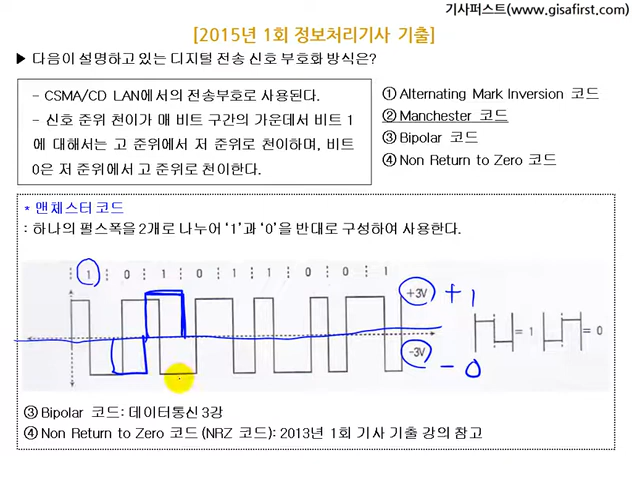 기사퍼스트(www.gisafirst.com)
[2015년 1회 정보처리기사 기출]
▶ 다음이 설명하고 있는 디지털 전송 신호 부호화 방식은?
- CSMA/CD LAN에서의 전송부호로 사용된다.
- 신호 준위 천이가 매 비트 구간의 가운데서 비트 1
에 대해서는 고 준위에서 저 준위로 천이하며, 비트
0은 저 준위에서 고 준위로 천이한다.
① Alternating Mark Inversion 코드
② Manchester 코드
③ Bipolar 코드
④ Non Return to Zero 코드
* 맨체스터 코드
: 하나의 펄스폭을 2개로 나누어 ‘1’과 ‘0’을 반대로 구성하여 사용한다.
1 0 1 0 1 1 0 0 1
+3V +1
= 1 = 0
-3V - 0
③ Bipolar 코드: 데이터통신 3강
④ Non Return to Zero 코드(NRZ 코드): 2013년 1회 기사 기출 강의 참고